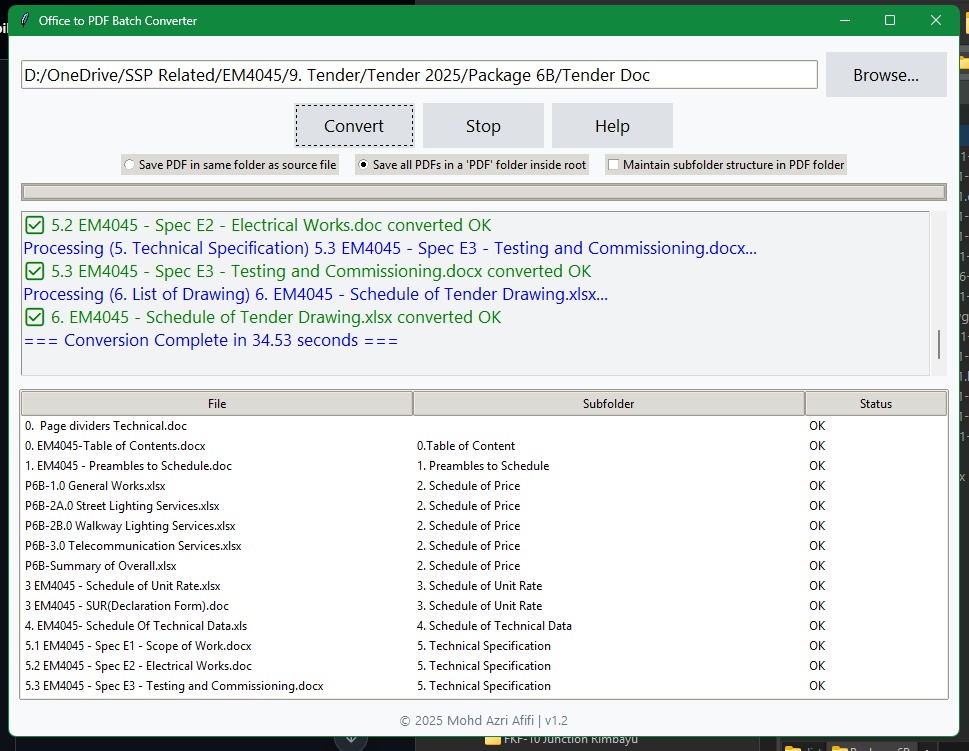 Office to PDF Batch Converter
D:/OneDrive/SSP Related/EM4045/9. Tender/Tender 2025/Package 6B/Tender Doc
Browse...
Convert Stop Help
Save PDF in same folder as source file Save all PDFs in a 'PDF' folder inside root Maintain subfolder structure in PDF folder
5.2 EM4045 - Spec E2 - Electrical Works.doc converted OK
Processing (5. Technical Specification) 5.3 EM4045 - Spec E3 - Testing and Commissioning.docx...
5.3 EM4045 - Spec E3 - Testing and Commissioning.docx converted OK
Processing (6. List of Drawing) 6. EM4045 - Schedule of Tender Drawing.xlsx...
6. EM4045 - Schedule of Tender Drawing.xlsx converted OK
=== Conversion Complete in 34.53 seconds ===
File Subfolder Status
0. Page dividers Technical.doc OK
0. EM4045-Table of Contents.docx 0.Table of Content OK
1. EM4045 - Preambles to Schedule.doc 1. Preambles to Schedule OK
P6B-1.0 General Works.xlsx 2. Schedule of Price OK
P6B-2A.0 Street Lighting Services.xlsx 2. Schedule of Price OK
P6B-2B.0 Walkway Lighting Services.xlsx 2. Schedule of Price OK
P6B-3.0 Telecommunication Services.xlsx 2. Schedule of Price OK
P6B-Summary of Overall.xlsx 2. Schedule of Price OK
3 EM4045 - Schedule of Unit Rate.xlsx 3. Schedule of Unit Rate OK
3 EM4045 - SUR(Declaration Form).doc 3. Schedule of Unit Rate OK
4. EM4045- Schedule Of Technical Data.xls 4. Schedule of Technical Data OK
5.1 EM4045 - Spec E1 - Scope of Work.docx 5. Technical Specification OK
5.2 EM4045 - Spec E2 - Electrical Works.doc 5. Technical Specification OK
5.3 EM4045 - Spec E3 - Testing and Commissioning.docx 5. Technical Specification OK
© 2025 Mohd Azri Afifi | v1.2
FKF-10 Junction Rimbayu